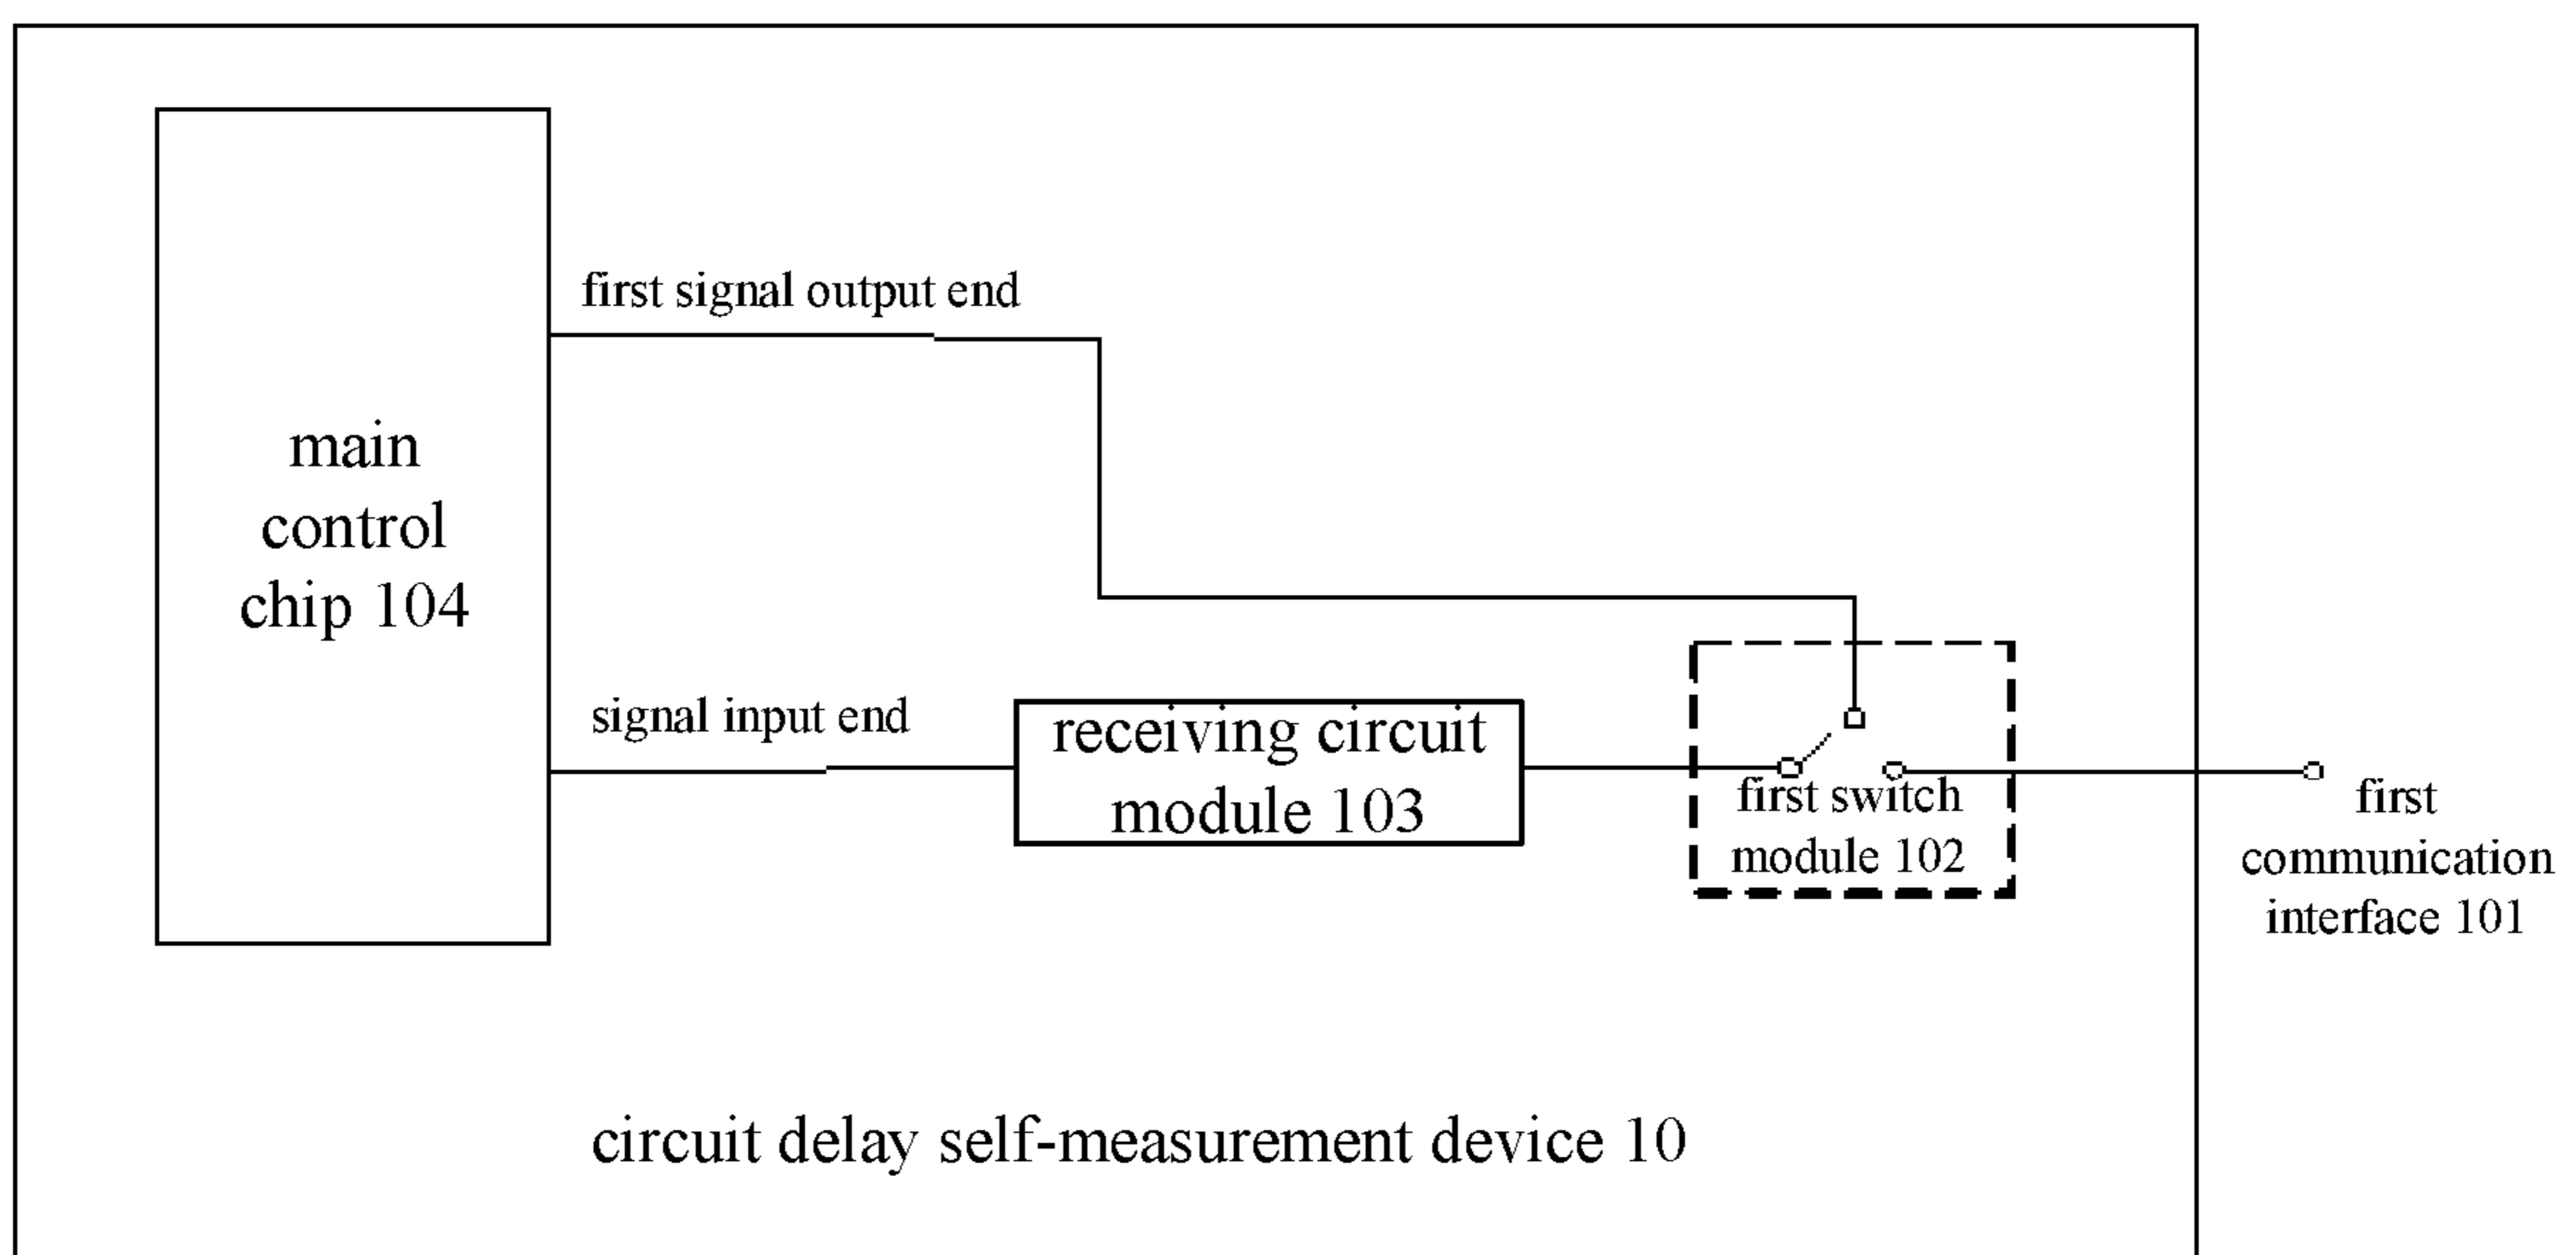 first signal output end
main
control
chip 104
signal input end
receiving circuit
module 103
first switch
module 102
first
communication
interface 101
circuit delay self-measurement device 10